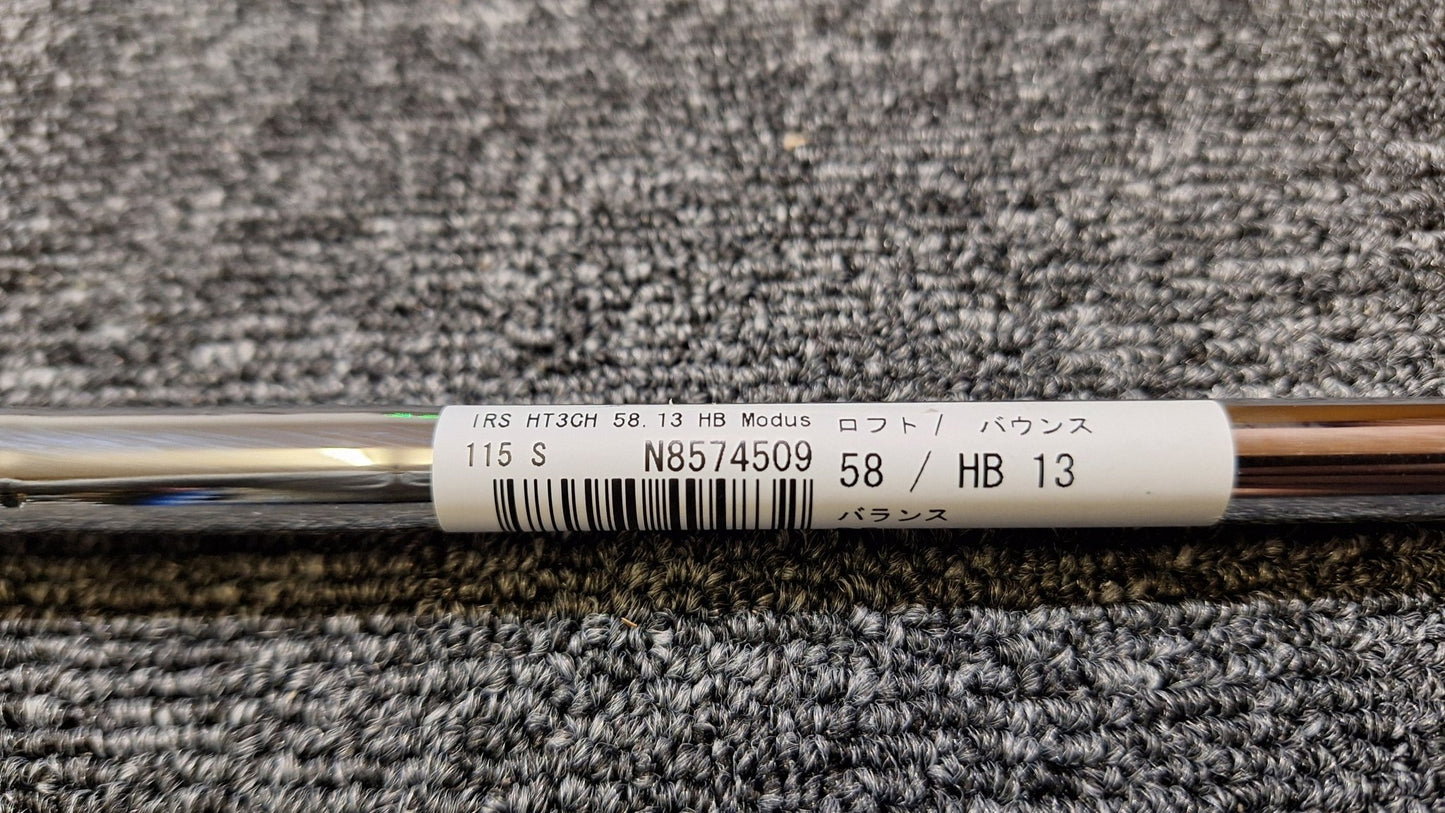 IRS HT3CH 58.13 HB Modus
115 S N8574509
ロフト / バウンス
58 / HB 13
バランス